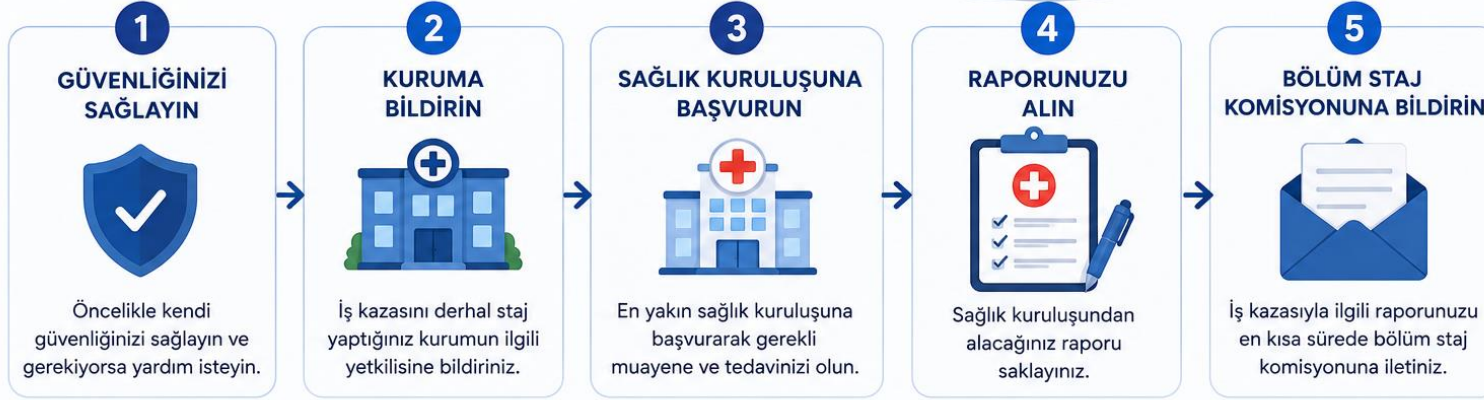 1
GÜVENLİĞİNİZİ
SAĞLAYIN
Öncelikle kendi
güvenliğinizi sağlayın ve
gerekiyorsa yardım isteyin.
2
KURUMA
BİLDİRİN
İş kazasını derhal staj
yaptığınız kurumun ilgili
yetkilisine bildiriniz.
3
SAĞLIK KURULUŞUNA
BAŞVURUN
En yakın sağlık kuruluşuna
başvurarak gerekli
muayene ve tedavinizi olun.
4
RAPORUNUZU
ALIN
Sağlık kuruluşundan
alacağınız raporu
saklayınız.
5
BÖLÜM STAJ
KOMİSYONUNA BİLDİRİN
İş kazasıyla ilgili raporunuzu
en kısa sürede bölüm staj
komisyonuna iletiniz.